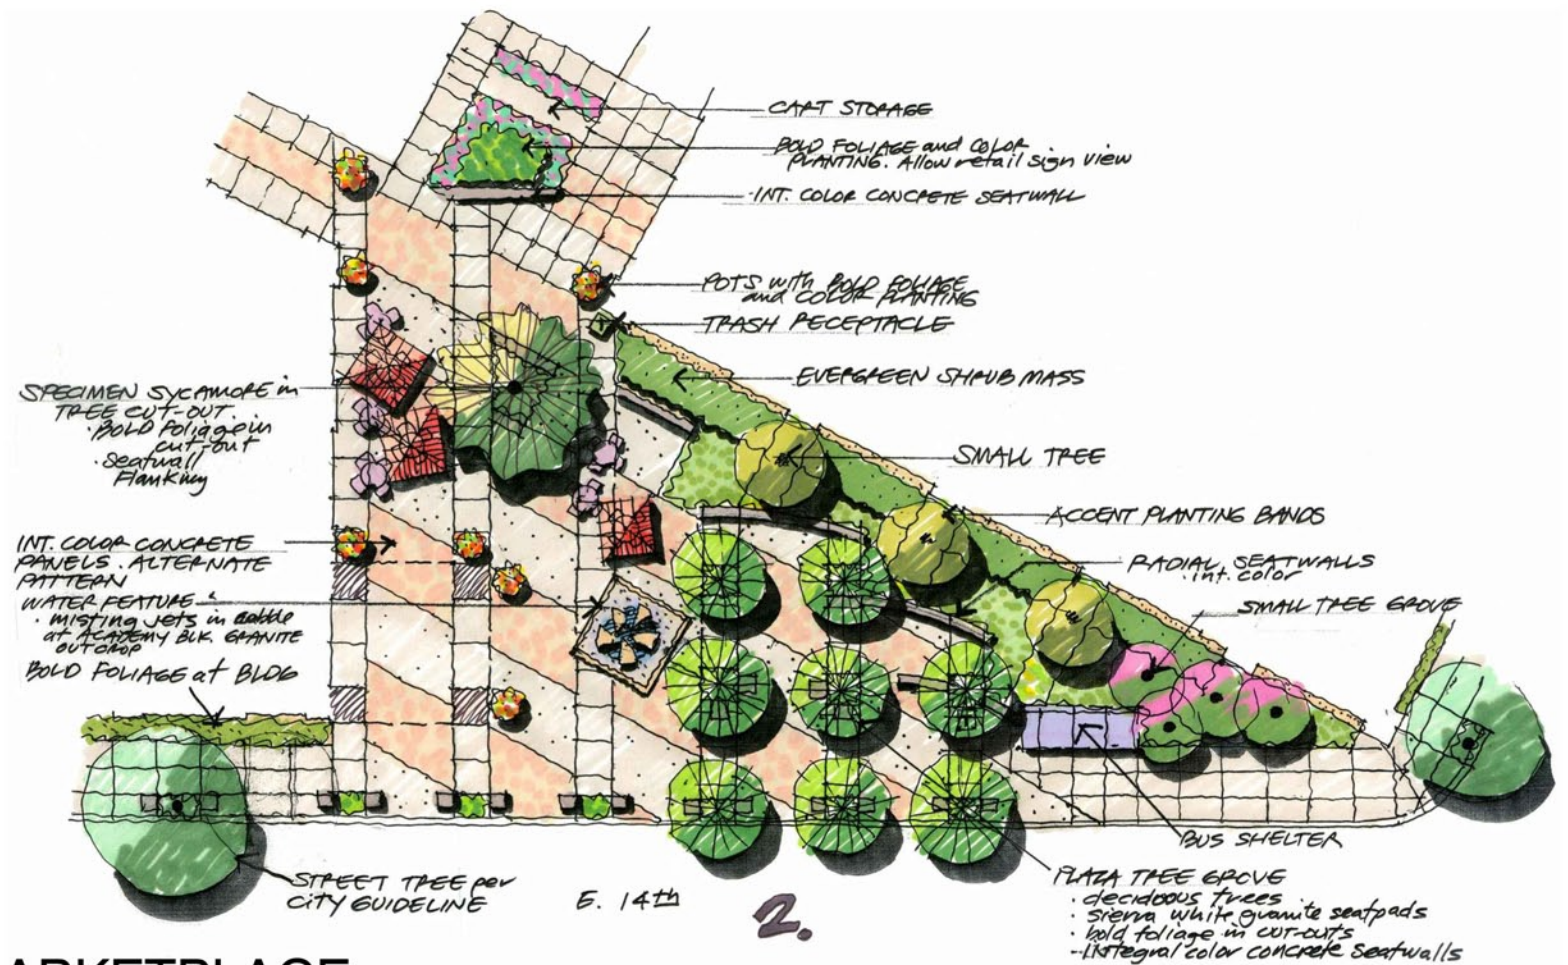 CART STORAGE
BOLD FOLIAGE and COLOR
PLANTING. Allow retail sign view
INT. COLOR CONCRETE SEATWALL
POTS with BOLD FOLIAGE
and COLOR PLANTING
TRASH RECEPTACLE
EVERGREEN SHRUB MASS
SMALL TREE
ACCENT PLANTING BANDS
RADIAL SEATWALLS
· int. color
SMALL TREE GROVE
SPECIMEN SYCAMORE in
TREE CUT-OUT.
· BOLD Foliage in
cut-out
· Seatwall
Flanking
INT. COLOR CONCRETE
PANELS. ALTERNATE
PATTERN
WATER FEATURE
· misting jets in cobble
at ACADEMY BLK. GRANITE
OUTCROP
BOLD FOLIAGE at BLDG
STREET TREE per
CITY GUIDELINE
E. 14th
2.
BUS SHELTER
PLAZA TREE GROVE
· deciduous trees
· sierra white granite seatpads
· bold foliage in cut-outs
- Integral color concrete seatwalls
ARKETPLACE